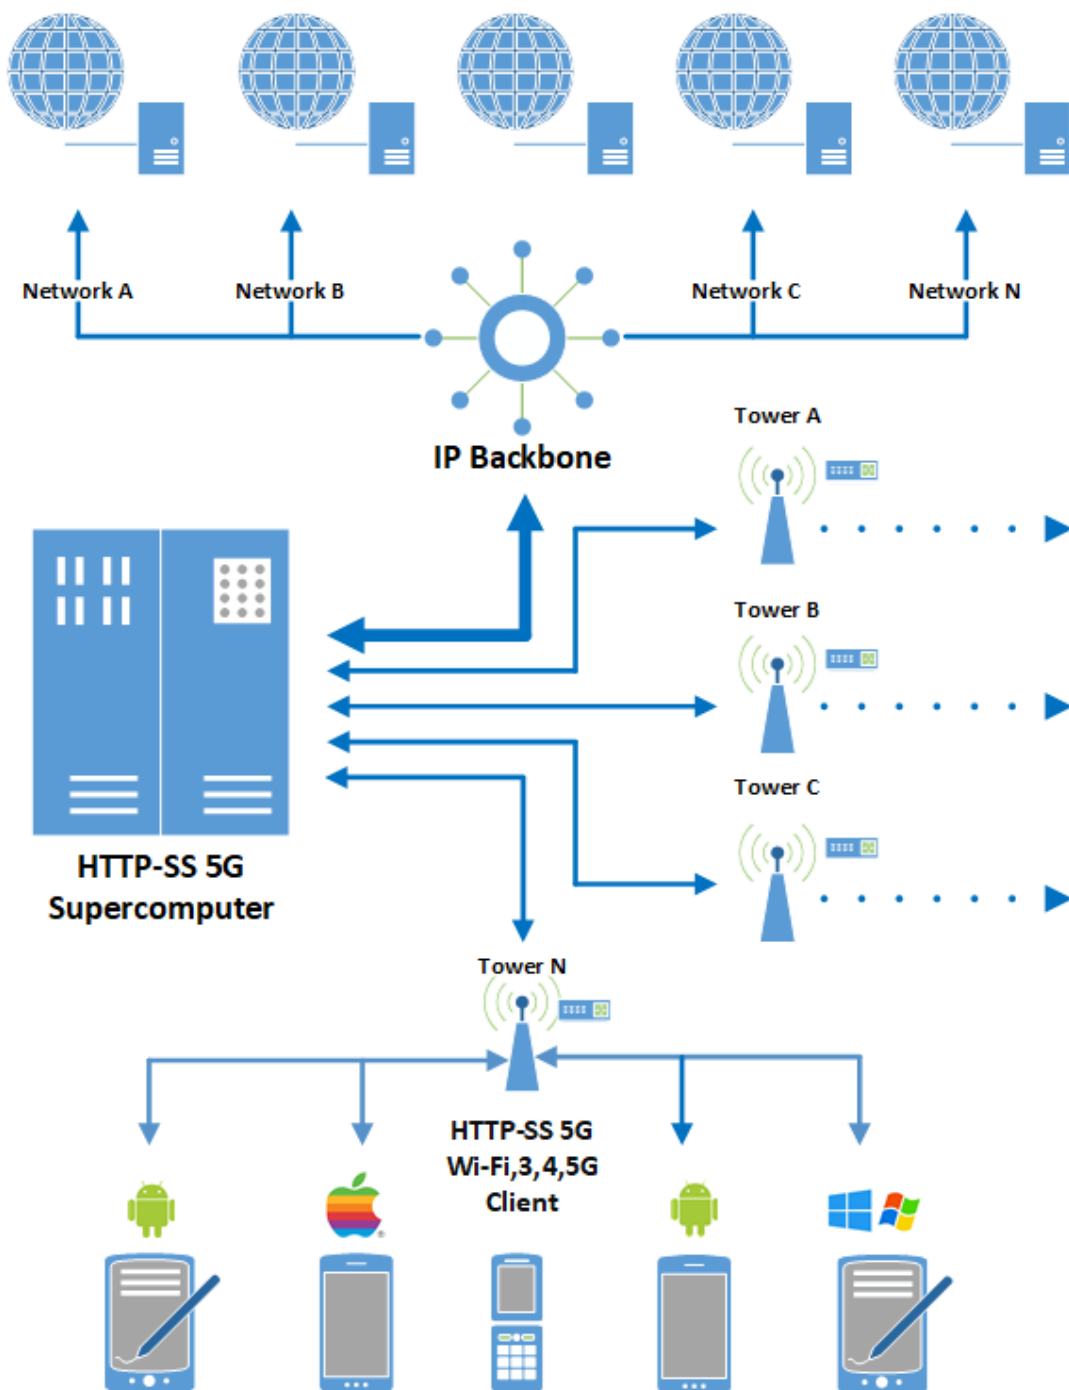 Network A
Network B
Network C
Network N
IP Backbone
Tower A
Tower B
Tower C
HTTP-SS 5G
Supercomputer
Tower N
HTTP-SS 5G
Wi-Fi,3,4,5G
Client
®